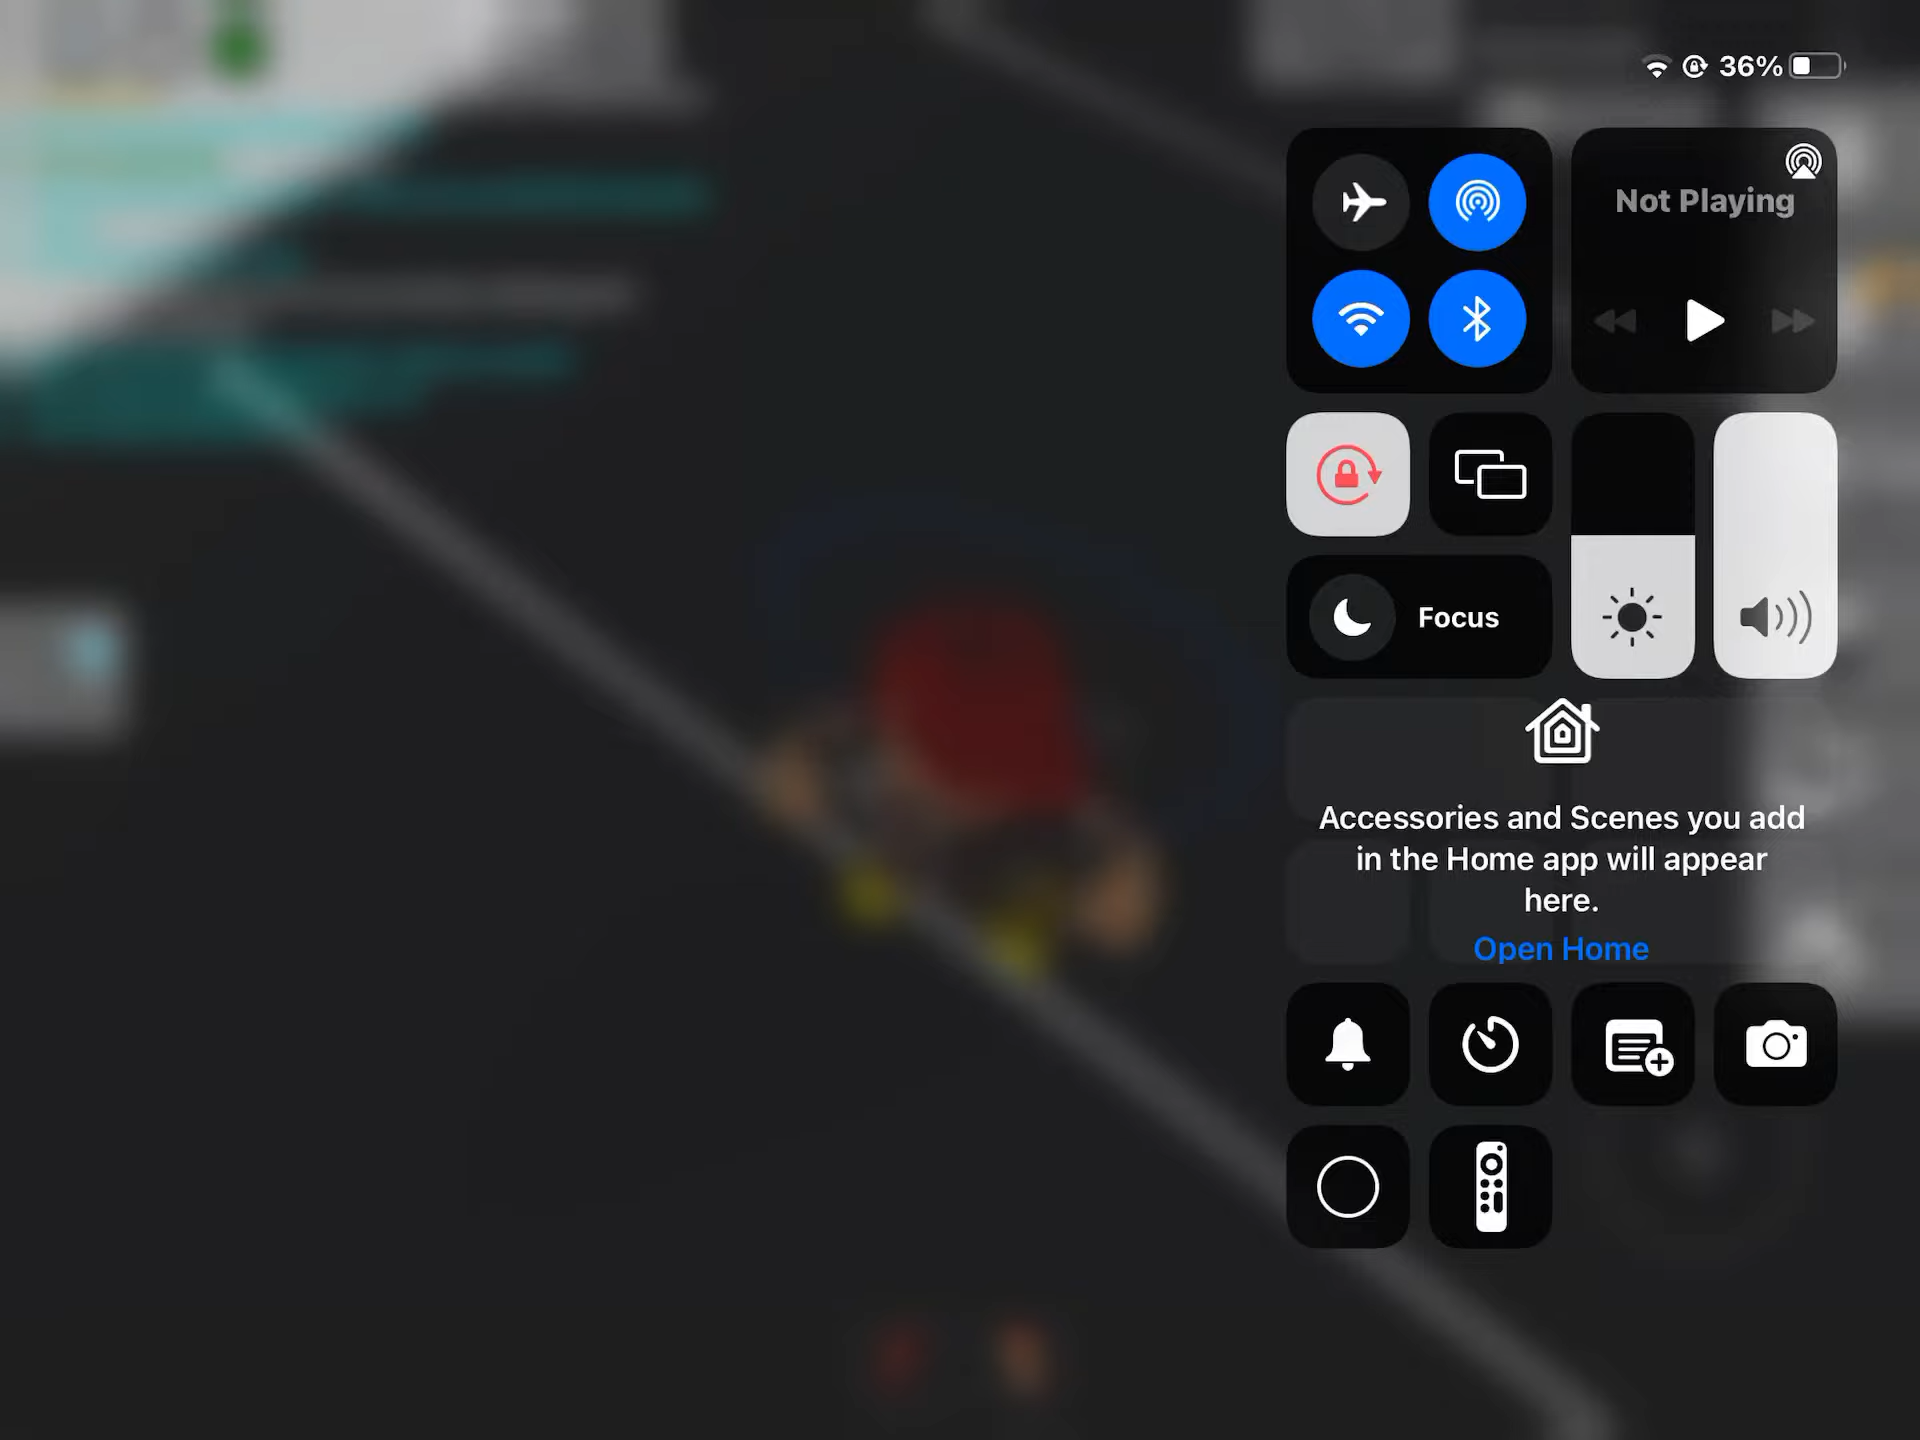 36%
Not Playing
Focus
Accessories and Scenes you add
in the Home app will appear
here.
Open Home